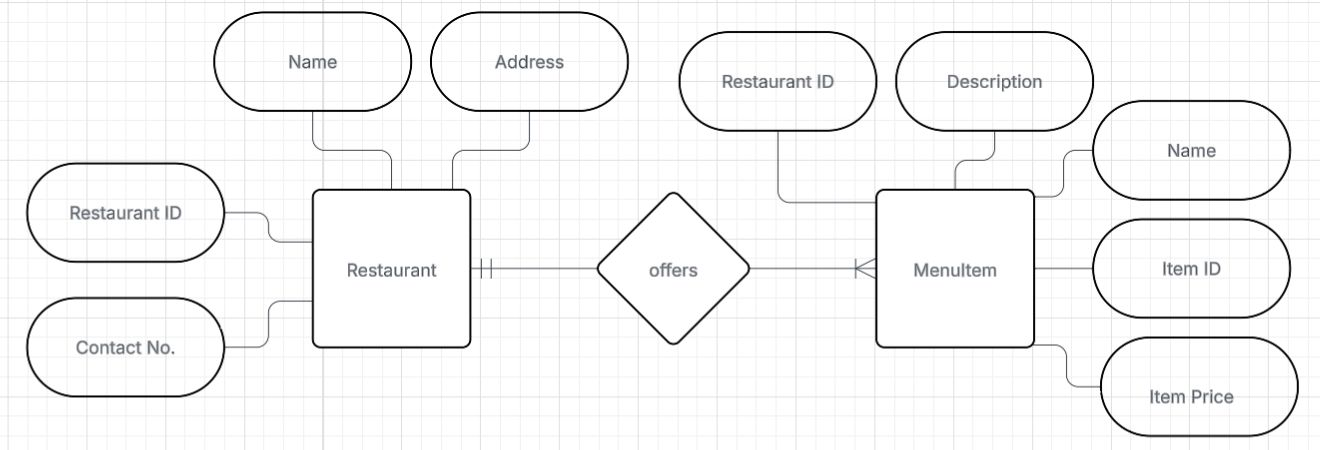 Name
Address
Restaurant ID
Description
Name
Restaurant ID
Restaurant
offers
MenuItem
Item ID
Contact No.
Item Price